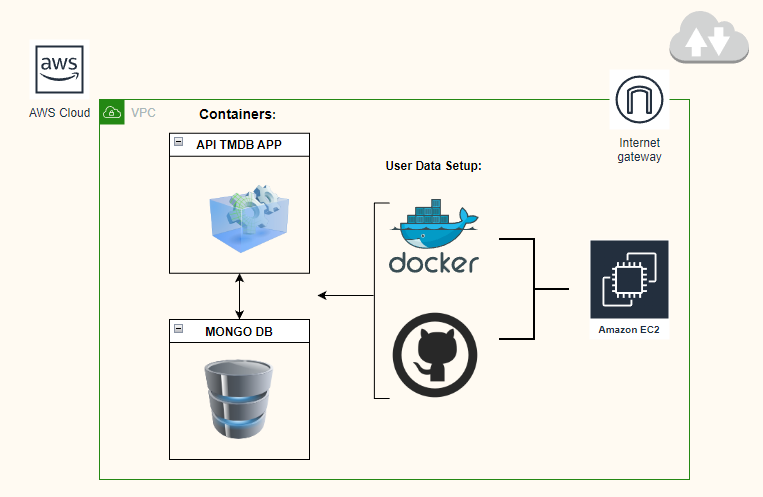 aws
AWS Cloud
VPC
Containers:
Internet
gateway
API TMDB APP
User Data Setup:
docker
Amazon EC2
MONGO DB